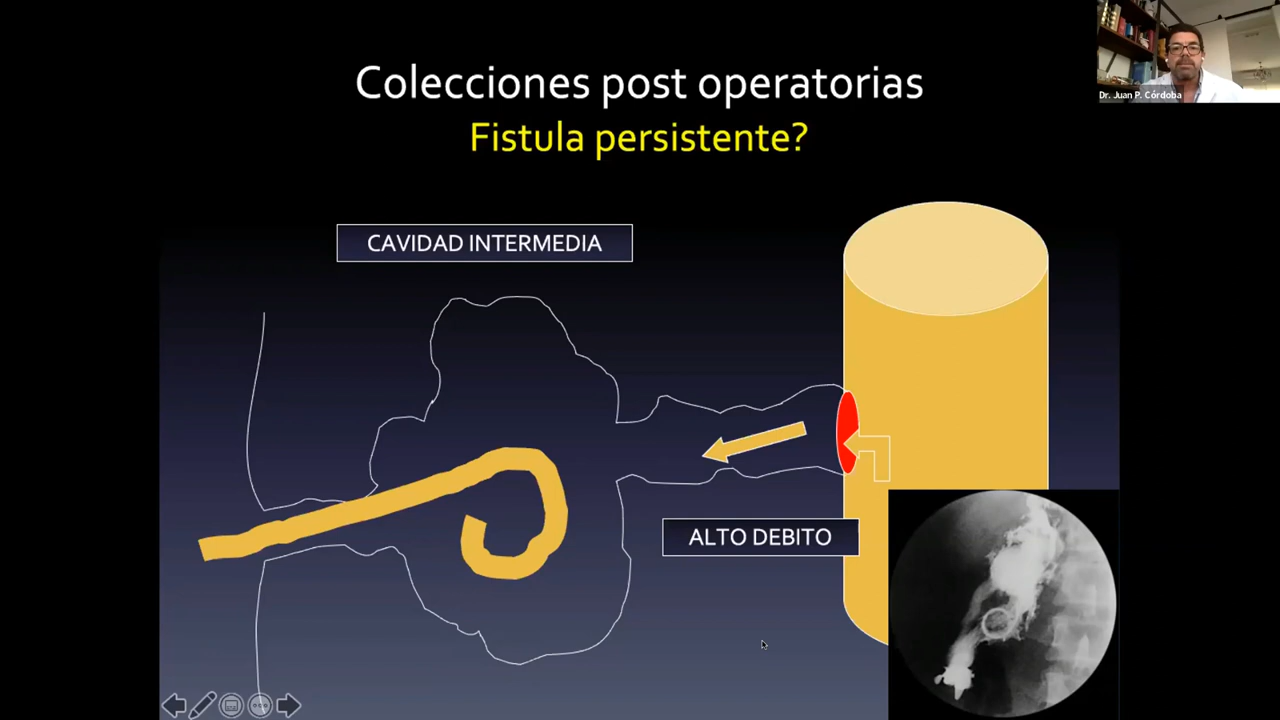 Colecciones post operatorias
Fistula persistente?
Dr. Juan P. Córdoba
CAVIDAD INTERMEDIA
ALTO DEBITO